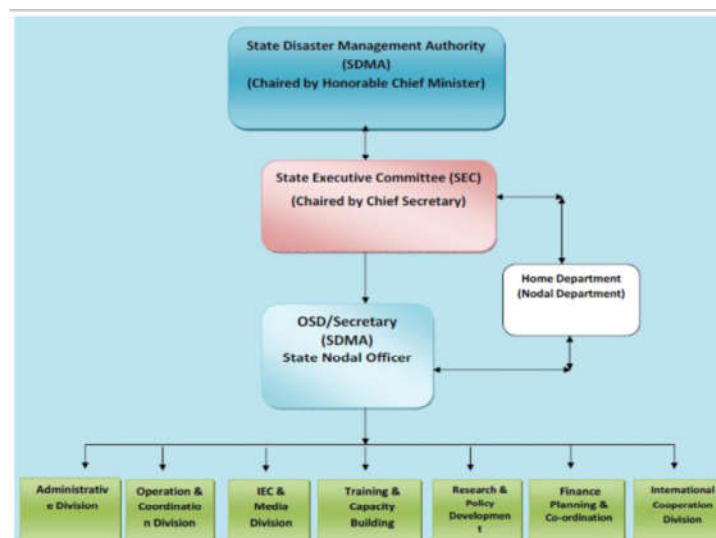 State Disaster Management Authority
(SDMA)
(Chaired by Honorable Chief Minister)
State Executive Committee (SEC)
(Chaired by Chief Secretary)
Home Department
(Nodal Department)
OSD/Secretary
(SDMA)
State Nodal Officer
Administrativ
e Division
Operation &
Coordinatio
n Division
IEC &
Media
Division
Training &
Capacity
Building
Research &
Policy
Developmen
t
Finance
Planning &
Co-ordination
International
Cooperation
Division